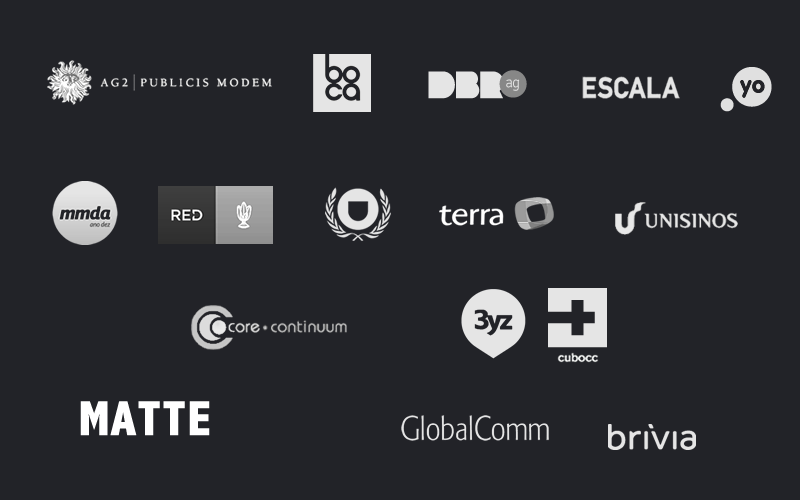 AG2 | PUBLICIS MODEM
bo
ca
DBR ag
ESCALA
yo
mmda
ano dez
RED
terra
UNISINOS
core • continuum
3yz
cubocc
MATTE
GlobalComm
brivia